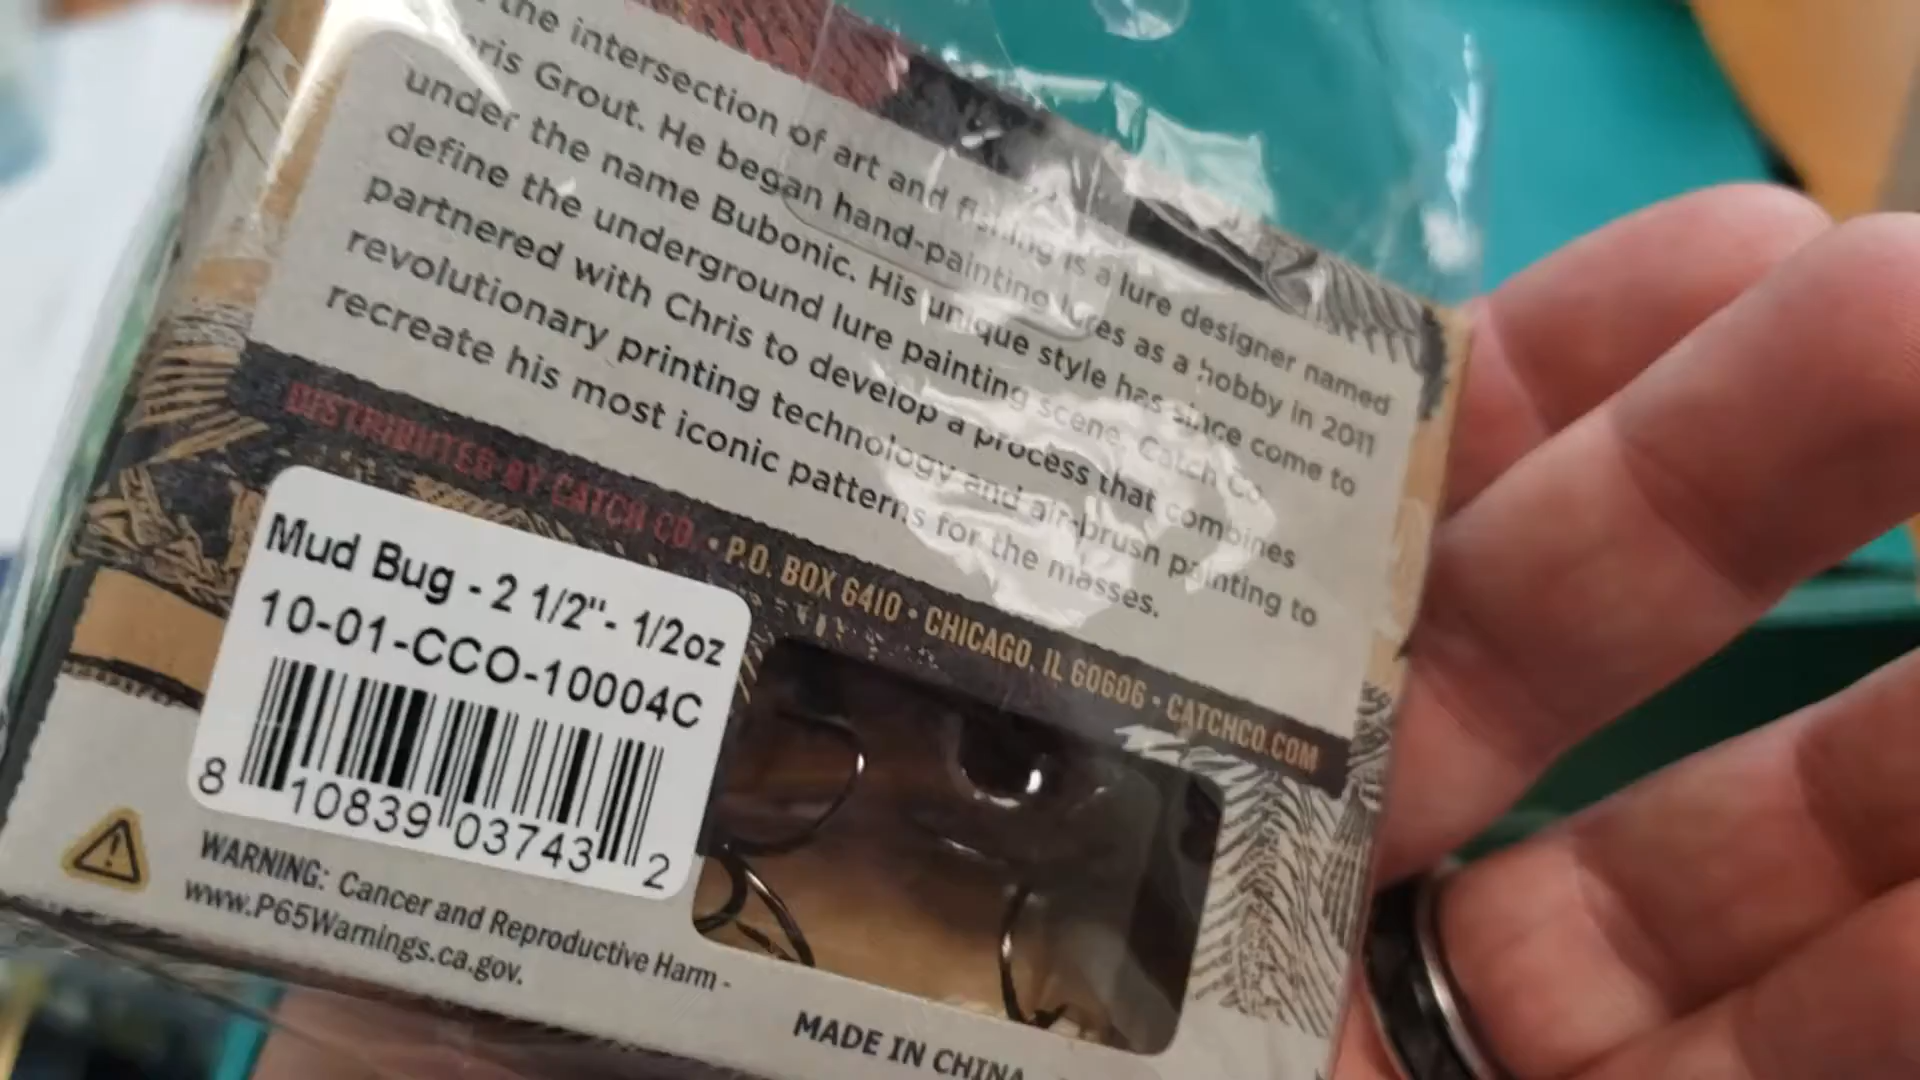 the intersection of art and fishing is a lure designer named
ris Grout. He began hand-painting lures as a hobby in 2011
under the name Bubonic. His unique style has since come to
define the underground lure painting scene. Catch Co.
partnered with Chris to develop a process that combines
revolutionary printing technology and air-brush painting to
recreate his most iconic patterns for the masses.
DISTRIBUTED BY CATCH CO. • P.O. BOX 6410 • CHICAGO, IL 60606 • CATCHCO.COM
Mud Bug - 2 1/2"- 1/2oz
10-01-CCO-10004C
8 10839 03743 2
WARNING: Cancer and Reproductive Harm -
www.P65Warnings.ca.gov.
MADE IN CHINA